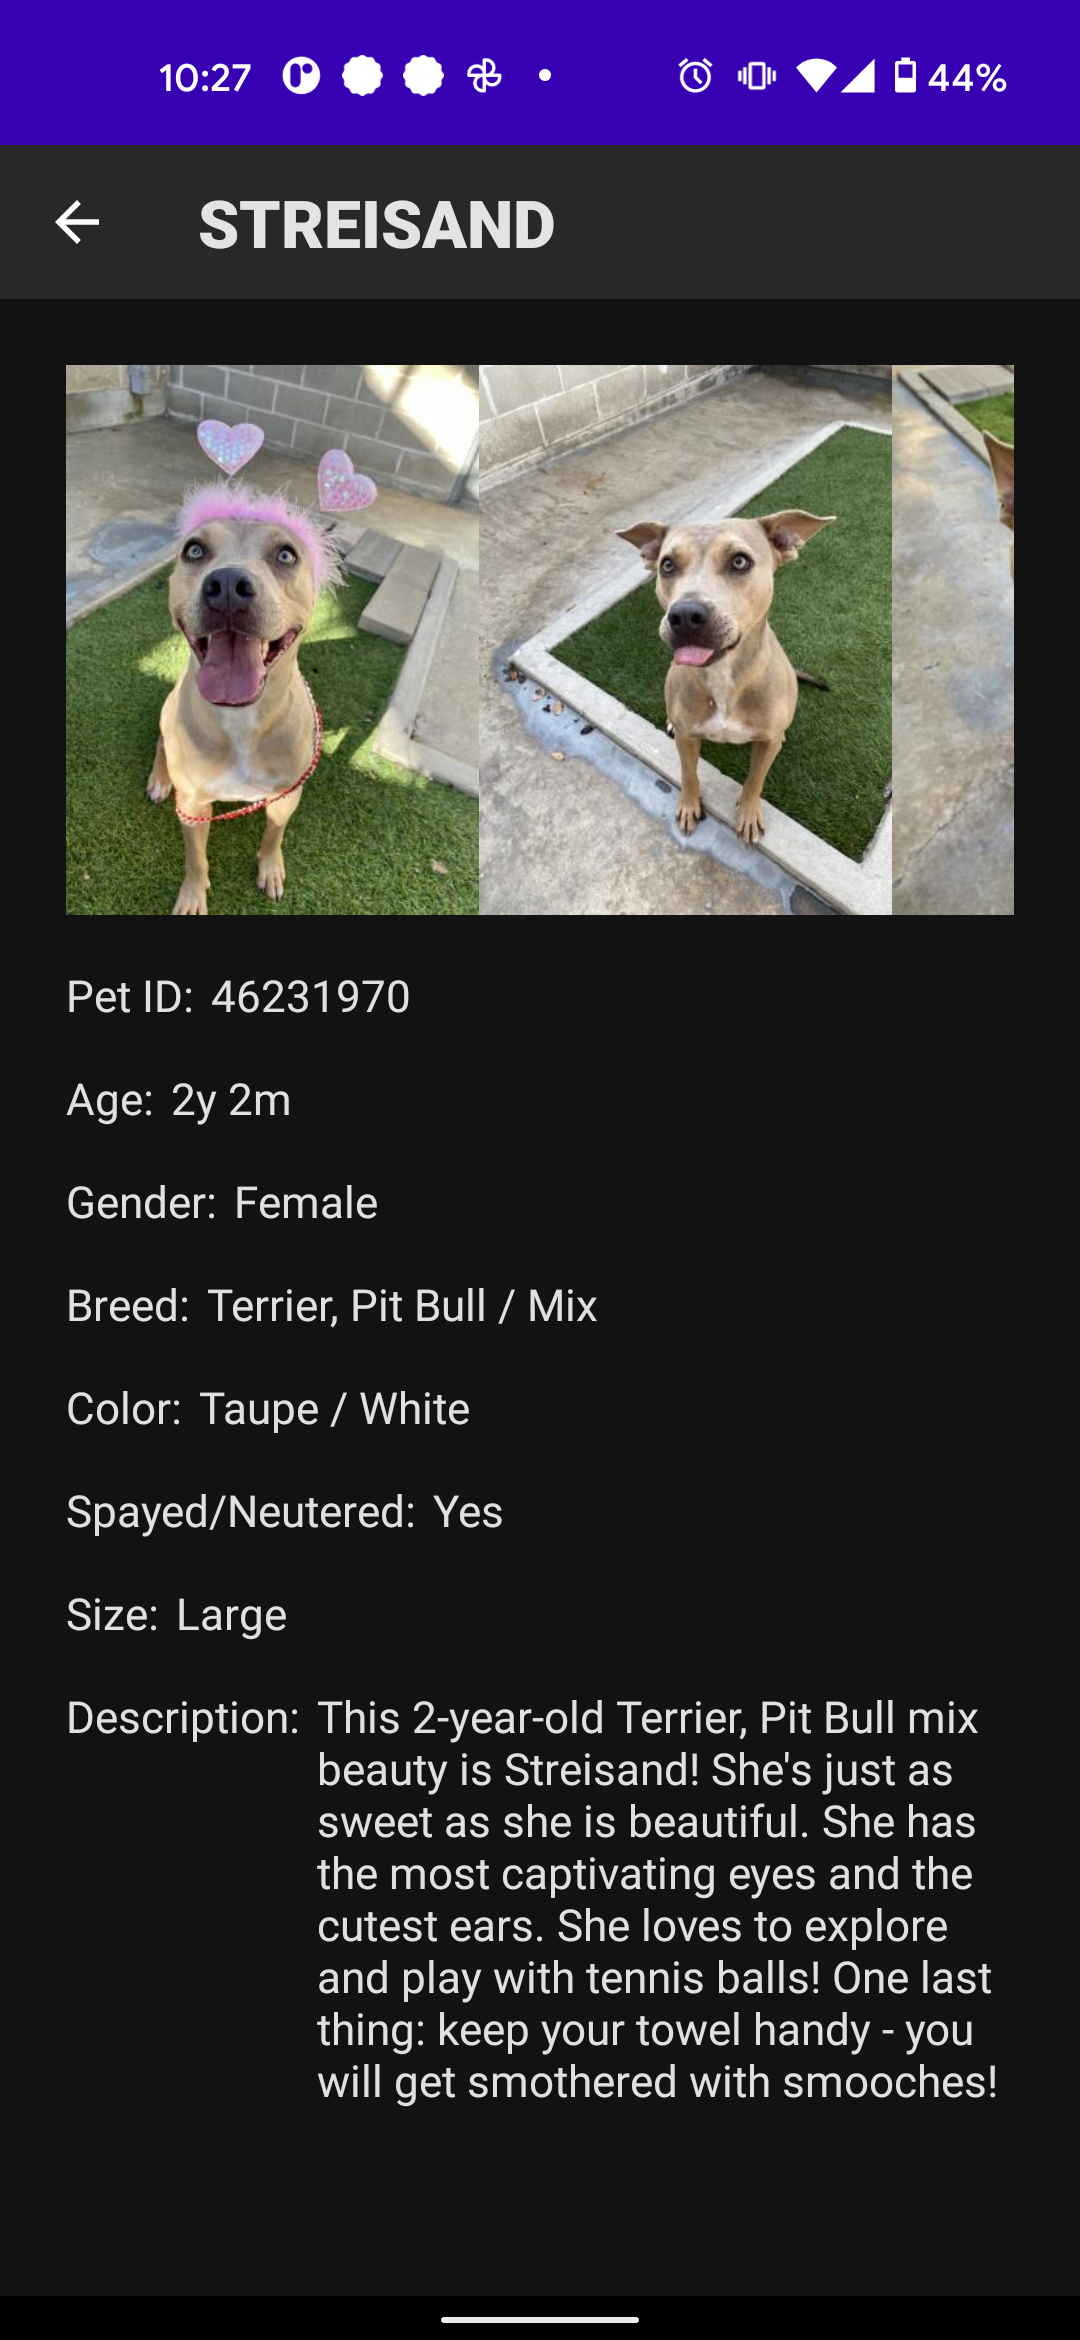 10:27
44%
STREISAND
Pet ID: 46231970
Age: 2y 2m
Gender: Female
Breed: Terrier, Pit Bull / Mix
Color: Taupe / White
Spayed/Neutered: Yes
Size: Large
Description: This 2-year-old Terrier, Pit Bull mix
beauty is Streisand! She's just as
sweet as she is beautiful. She has
the most captivating eyes and the
cutest ears. She loves to explore
and play with tennis balls! One last
thing: keep your towel handy - you
will get smothered with smooches!